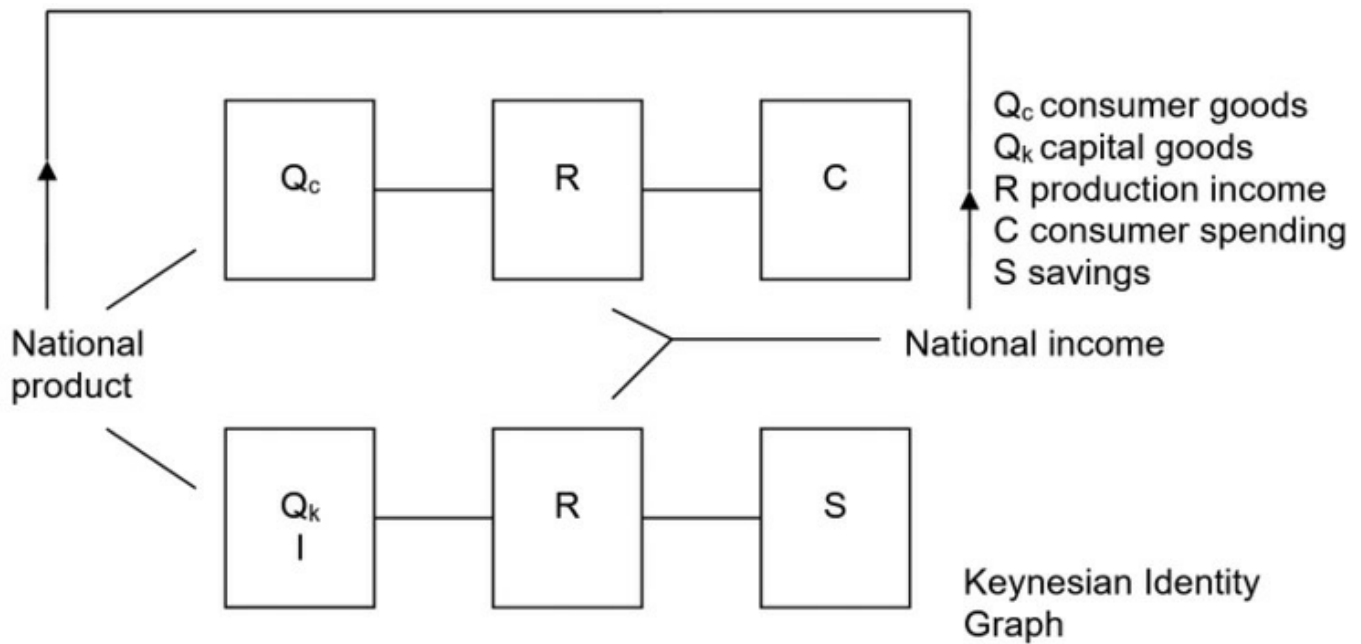 Qc R C
Qc consumer goods
Qk capital goods
R production income
C consumer spending
S savings
National
product
National income
Qk R S
I
Keynesian Identity
Graph